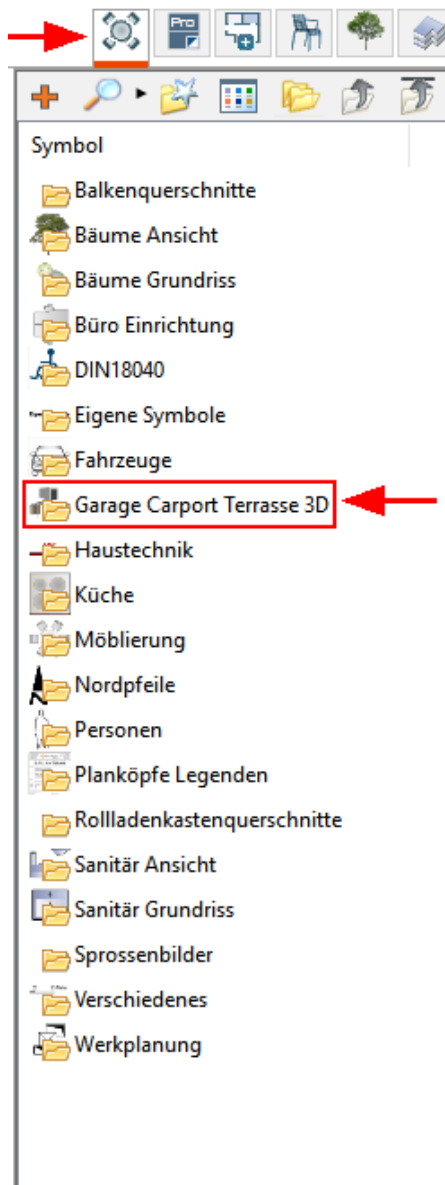 Pro
Symbol
Balkenquerschnitte
Bäume Ansicht
Bäume Grundriss
Büro Einrichtung
DIN18040
Eigene Symbole
Fahrzeuge
Garage Carport Terrasse 3D
Haustechnik
Küche
Möblierung
Nordpfeile
Personen
Planköpfe Legenden
Rollladenkastenquerschnitte
Sanitär Ansicht
Sanitär Grundriss
Sprossenbilder
Verschiedenes
Werkplanung